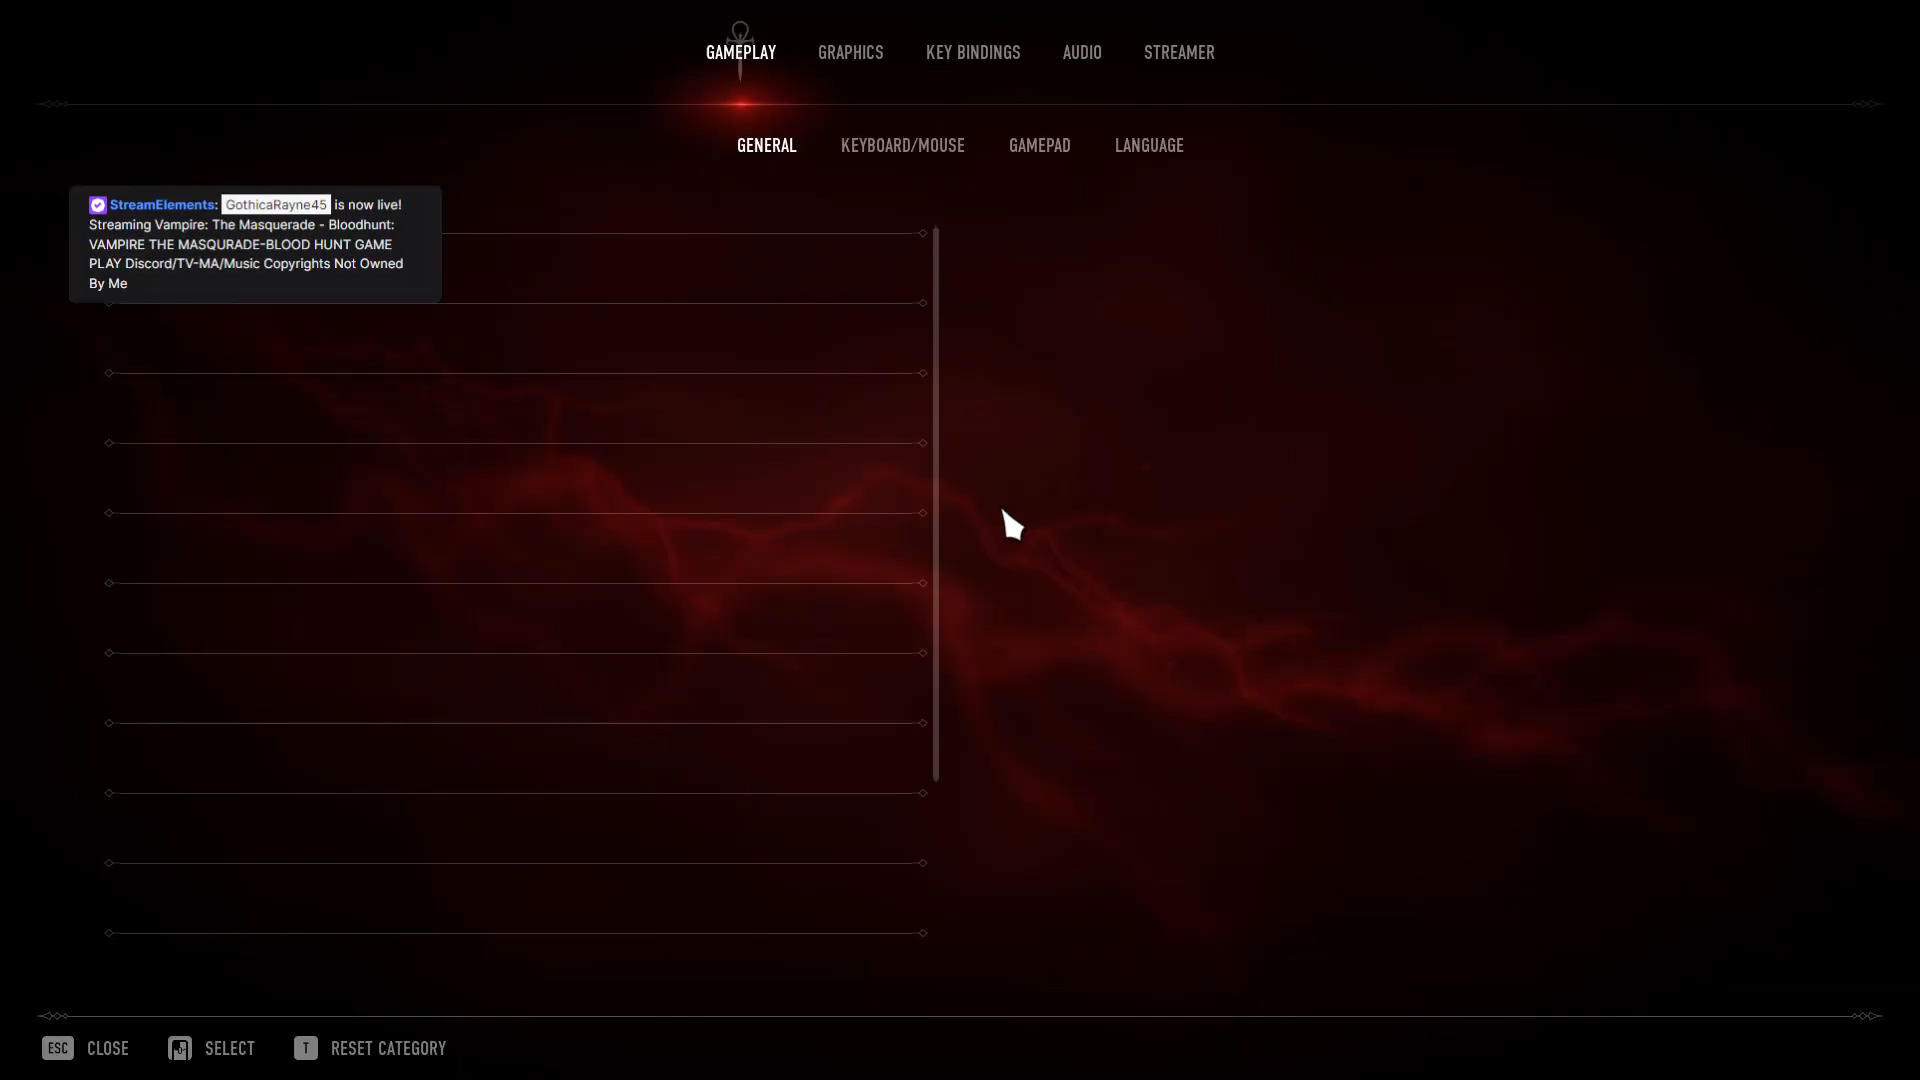 GAMEPLAY GRAPHICS KEY BINDINGS AUDIO STREAMER
GENERAL KEYBOARD/MOUSE GAMEPAD LANGUAGE
StreamElements: GothicaRayne45 is now live!
Streaming Vampire: The Masquerade - Bloodhunt:
VAMPIRE THE MASQURADE-BLOOD HUNT GAME
PLAY Discord/TV-MA/Music Copyrights Not Owned
By Me
ESC CLOSE SELECT T RESET CATEGORY